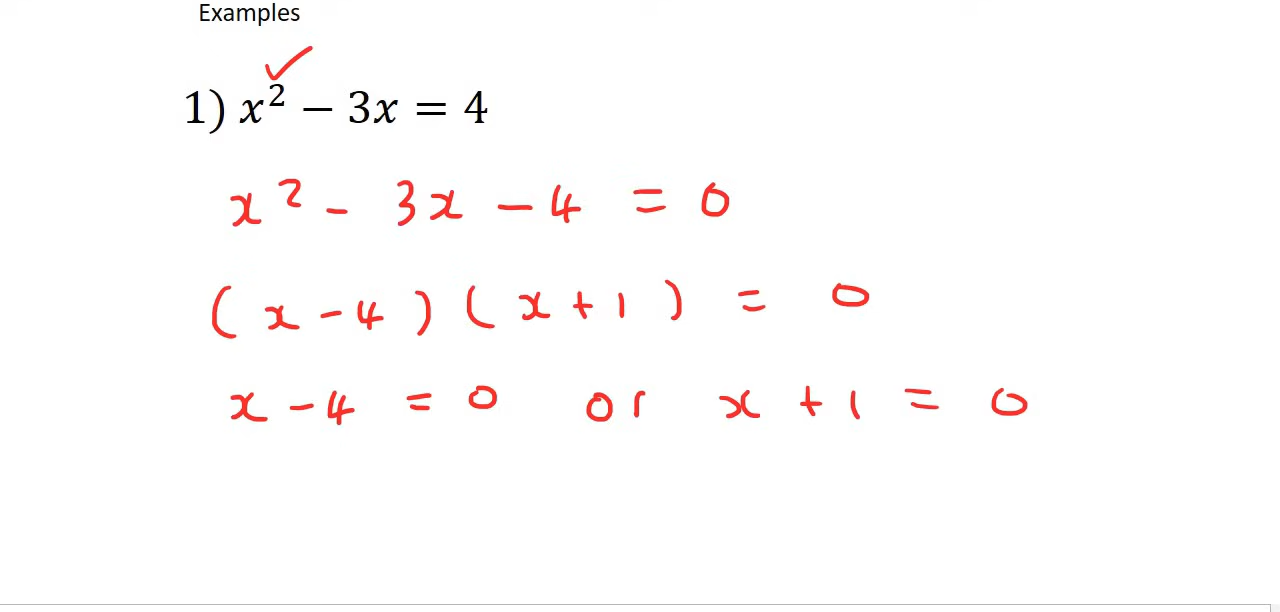 Examples
1) x² − 3x = 4
x² - 3x - 4 = 0
(x - 4)(x + 1) = 0
x - 4 = 0 or x + 1 = 0